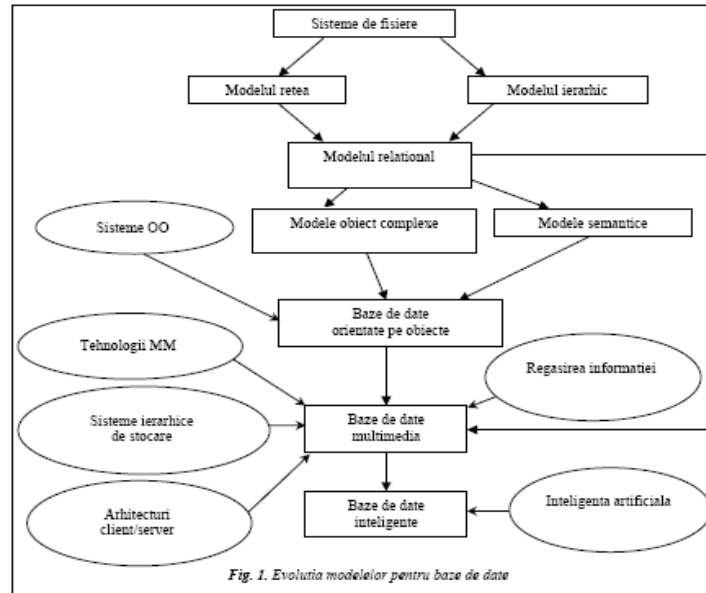 Sisteme de fisiere
Modelul retea
Modelul ierarhic
Modelul relational
Sisteme OO
Modele obiect complexe
Modele semantice
Baze de date
orientate pe obiecte
Tehnologii MM
Regasirea informatiei
Sisteme ierarhice
de stocare
Baze de date
multimedia
Arhitecturi
client/server
Baze de date
inteligente
Inteligenta artificiala
Fig. 1. Evolutia modelelor pentru baze de date